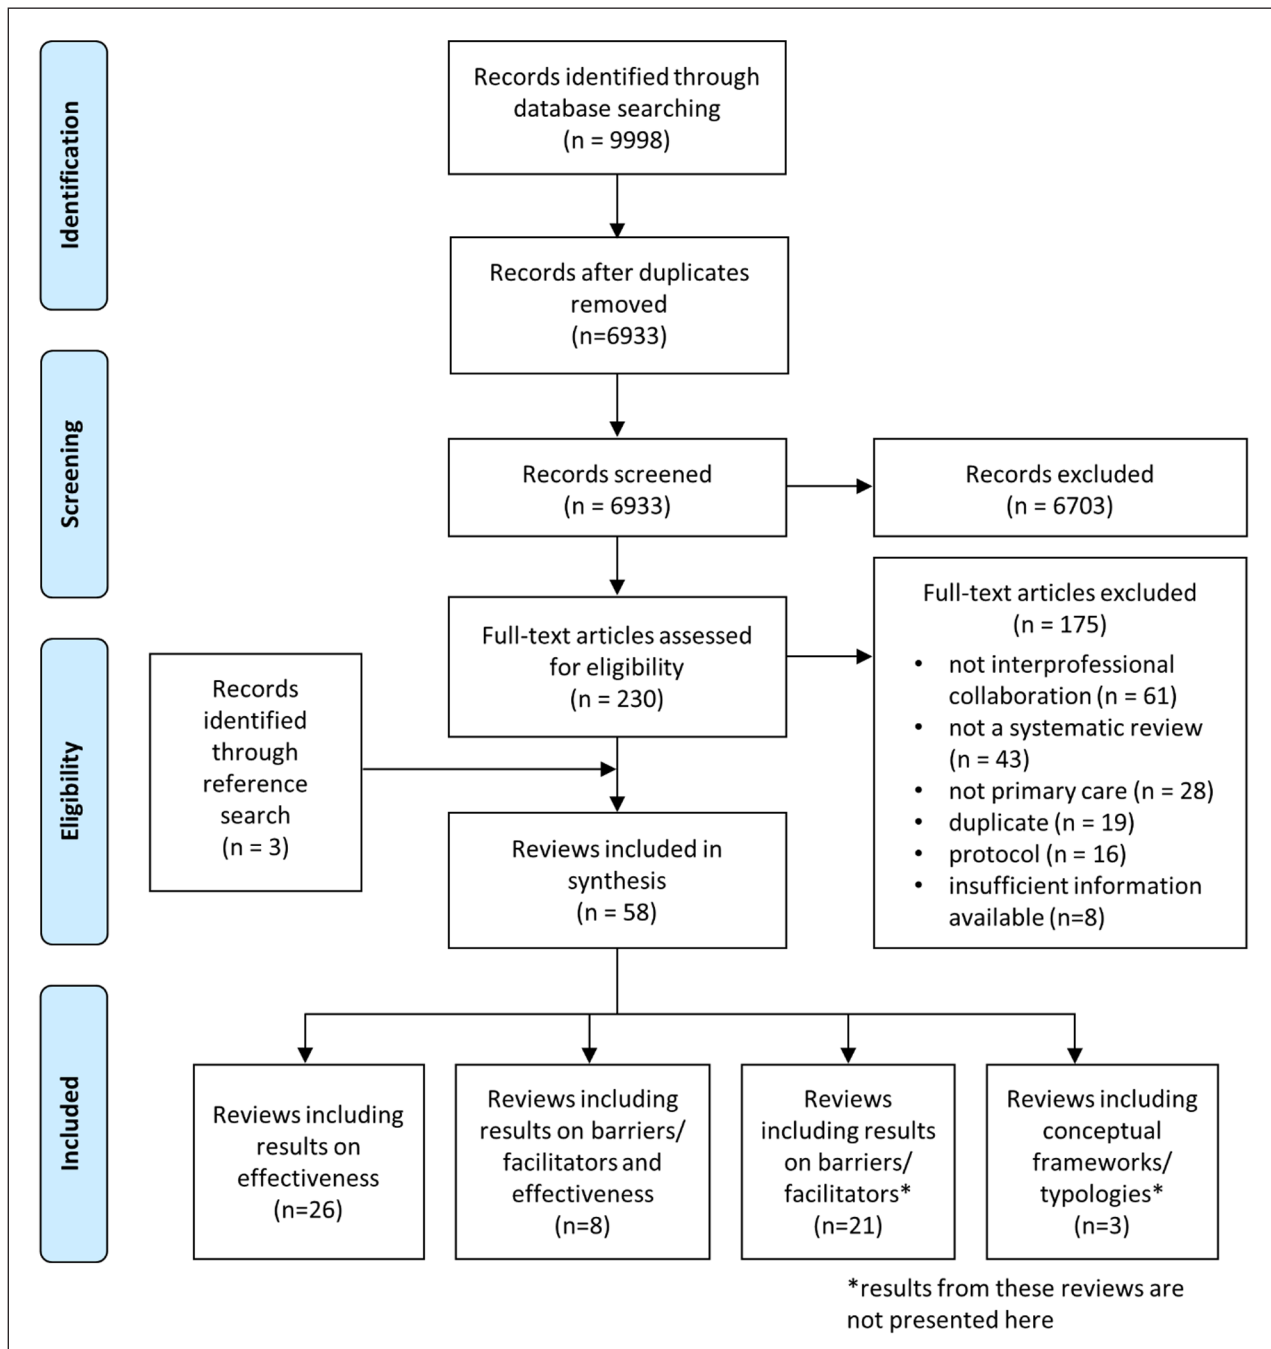 Identification
Records identified through
database searching
(n = 9998)
Records after duplicates
removed
(n=6933)
Screening
Records screened
(n = 6933)
Records excluded
(n = 6703)
Eligibility
Full-text articles assessed
for eligibility
(n = 230)
Full-text articles excluded
(n = 175)
• not interprofessional
collaboration (n = 61)
• not a systematic review
(n = 43)
• not primary care (n = 28)
• duplicate (n = 19)
• protocol (n = 16)
• insufficient information
available (n=8)
Records
identified
through
reference
search
(n = 3)
Reviews included in
synthesis
(n = 58)
Included
Reviews including
results on
effectiveness
(n=26)
Reviews including
results on barriers/
facilitators and
effectiveness
(n=8)
Reviews
including results
on barriers/
facilitators*
(n=21)
Reviews including
conceptual
frameworks/
typologies*
(n=3)
*results from these reviews are
not presented here